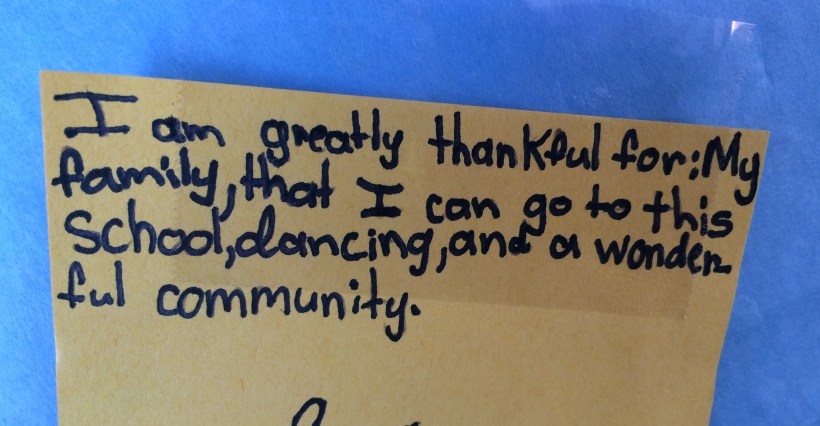 I am greatly thankful for: My
family, that I can go to this
School, dancing, and a wonder-
ful community.